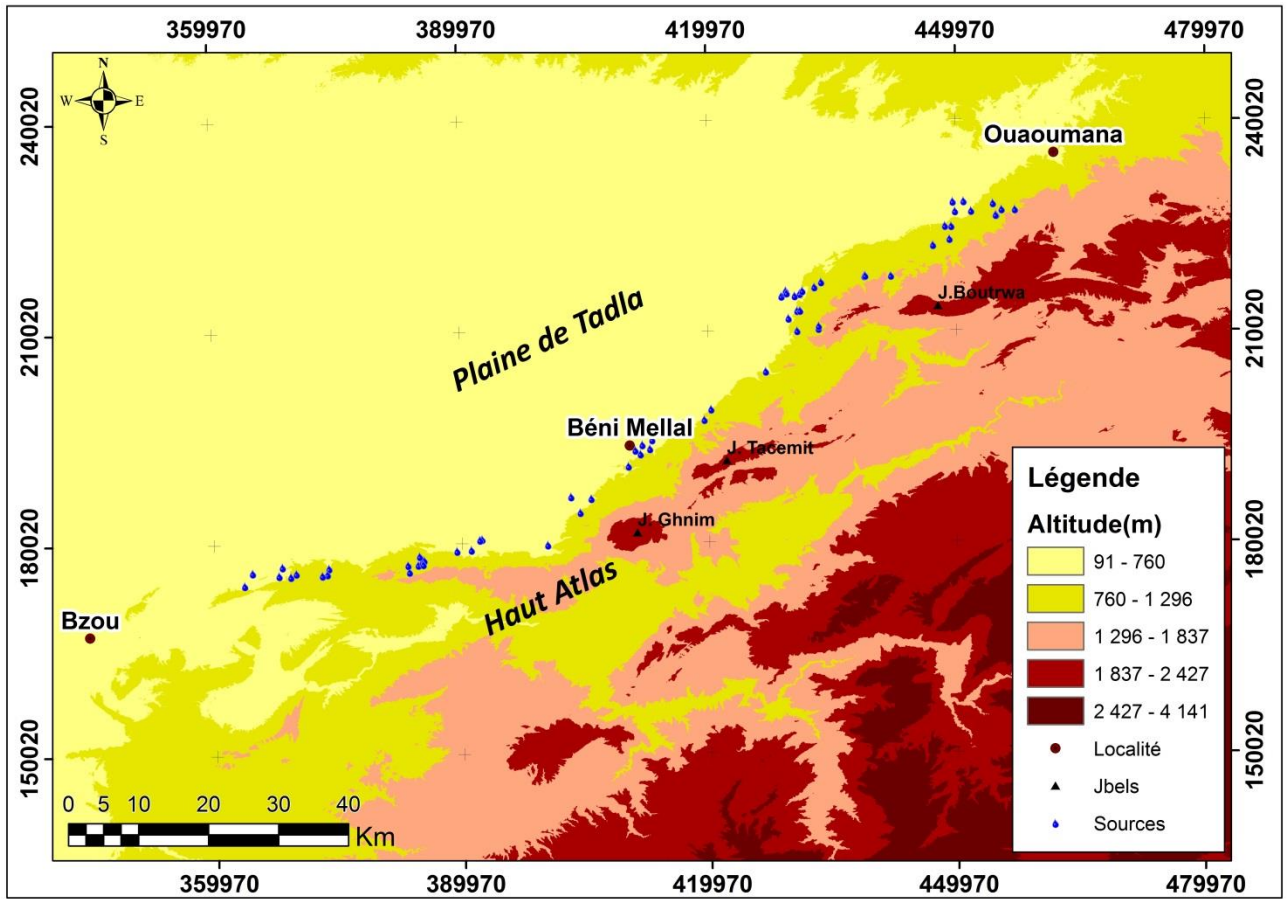 359970 389970 419970 449970 479970
N
W E
S
240020 240020
Ouaoumana
J.Boutrwa
210020 210020
Plaine de Tadla
Béni Mellal
J. Tacemit
J. Ghnim
180020 180020
Haut Atlas
Bzou
150020 150020
0 5 10 20 30 40
Km
Légende
Altitude(m)
91 - 760
760 - 1 296
1 296 - 1 837
1 837 - 2 427
2 427 - 4 141
Localité
Jbels
Sources
359970 389970 419970 449970 479970